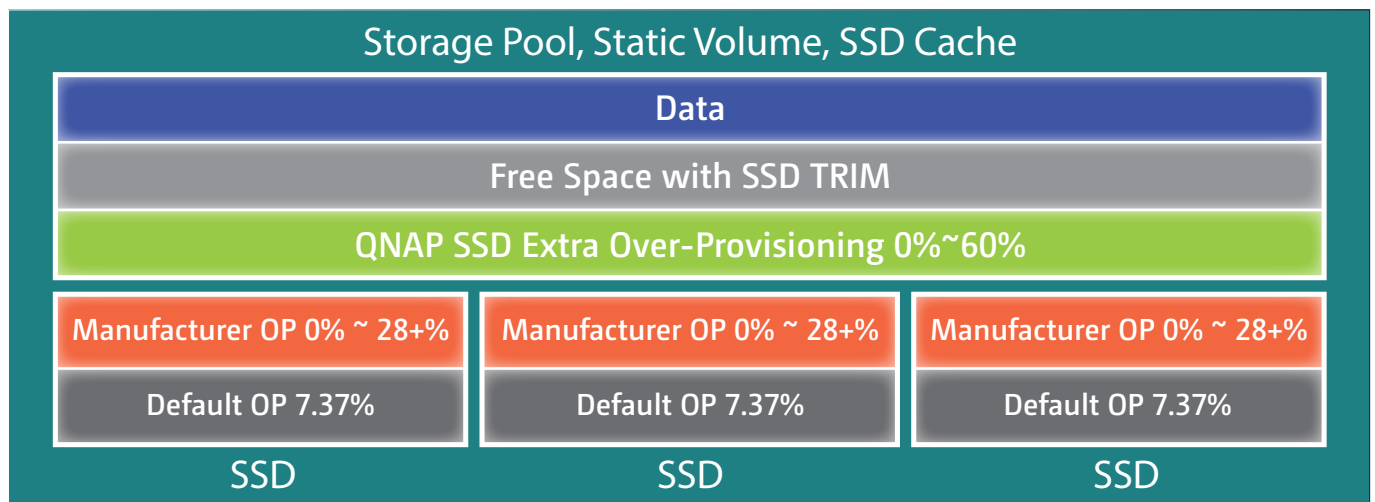 Storage Pool, Static Volume, SSD Cache
Data
Free Space with SSD TRIM
QNAP SSD Extra Over-Provisioning 0%~60%
Manufacturer OP 0% ~ 28+%
Manufacturer OP 0% ~ 28+%
Manufacturer OP 0% ~ 28+%
Default OP 7.37%
Default OP 7.37%
Default OP 7.37%
SSD
SSD
SSD